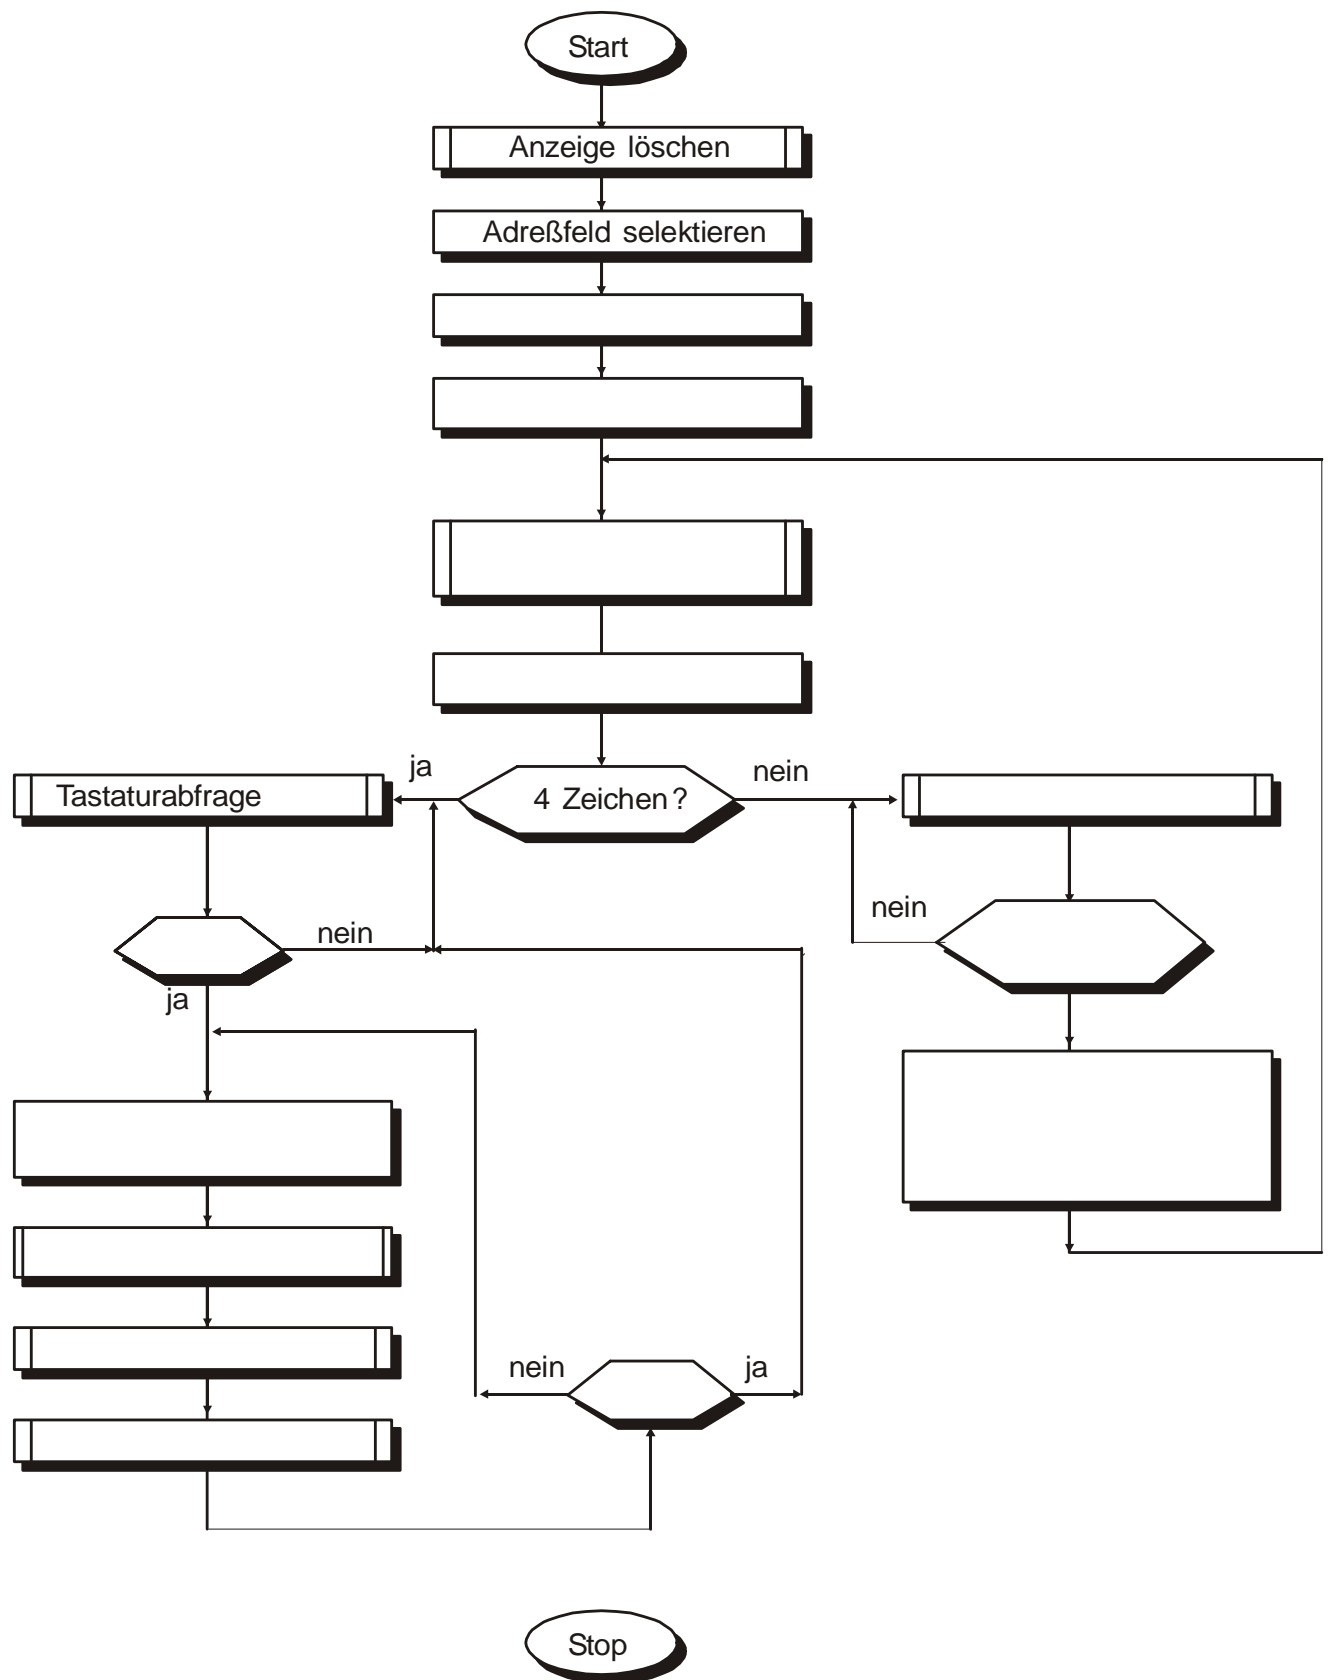 Start
Anzeige löschen
Adreßfeld selektieren
ja
nein
Tastaturabfrage
4 Zeichen?
nein
nein
ja
nein
ja
Stop